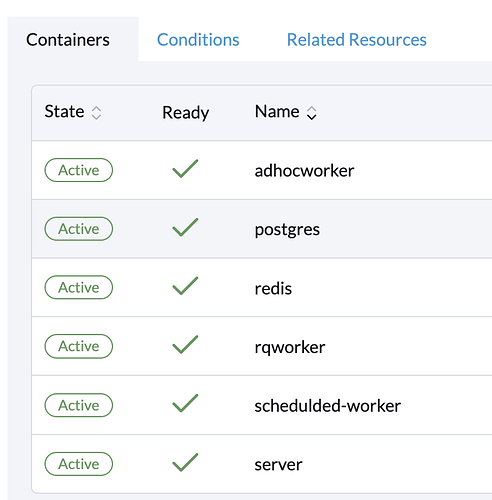 Containers Conditions Related Resources
State Ready Name
Active adhocworker
Active postgres
Active redis
Active rqworker
Active schedulded-worker
Active server